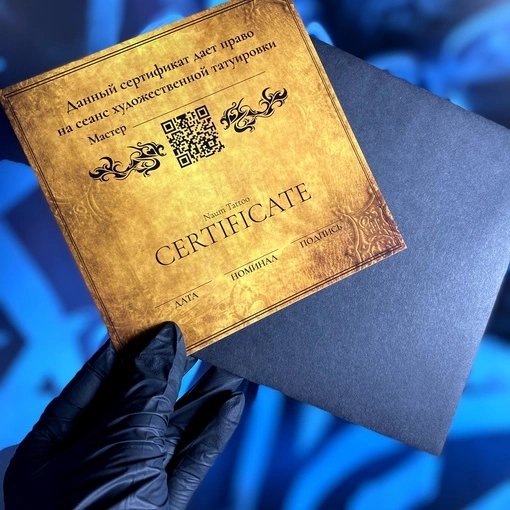 Данный сертификат даст право
на сеанс художественной татуировки
Мастер
Naum Tattoo
CERTIFICATE
ДАТА
НОМИНАЛ
ПОДПИСЬ